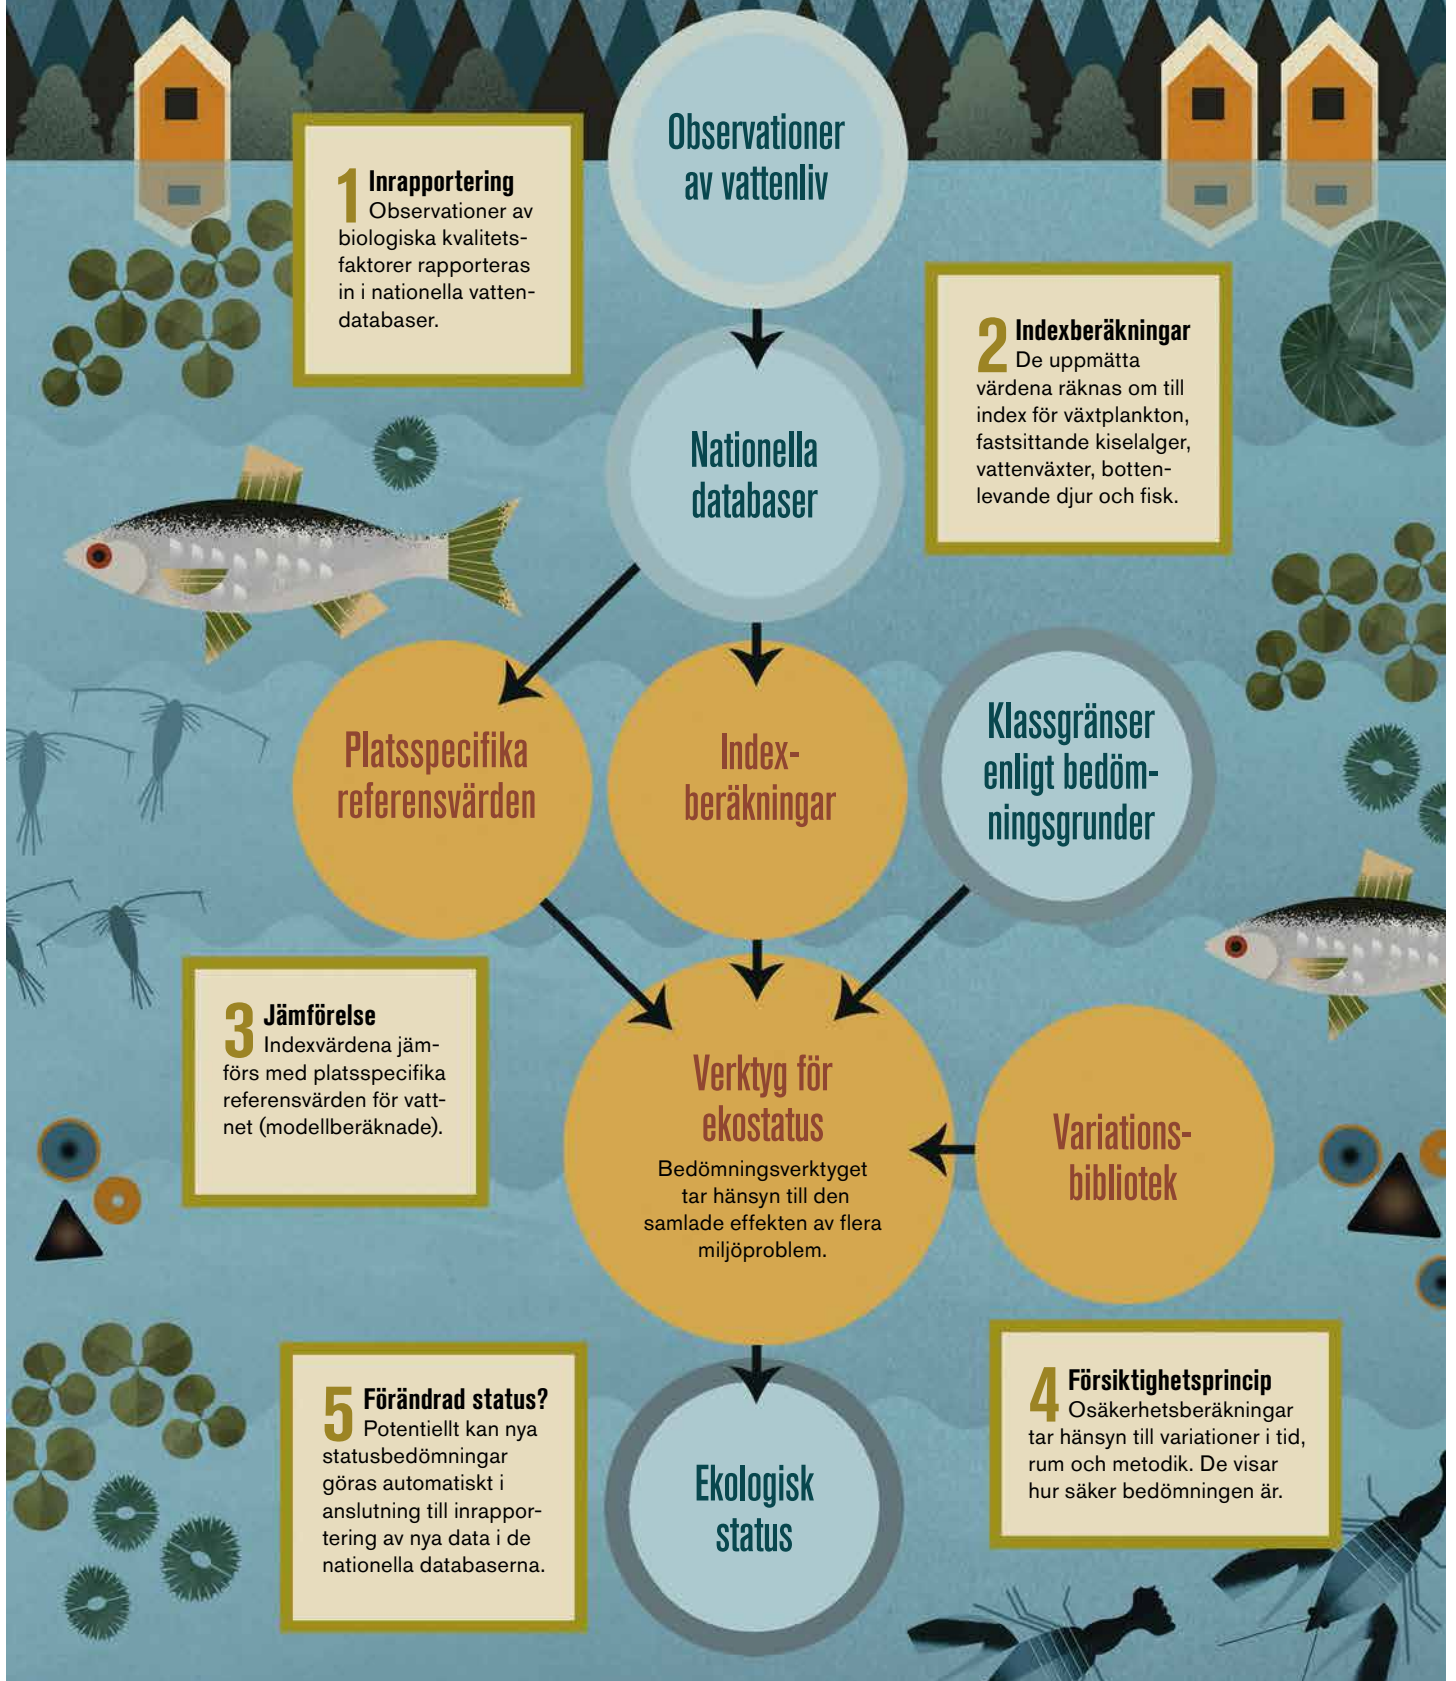 Observationer
av vattenliv
1 Inrapportering
Observationer av
biologiska kvalitets-
faktorer rapporteras
in i nationella vatten-
databaser.
2 Indexberäkningar
De uppmätta
värdena räknas om till
index för växtplankton,
fastsittande kiselalger,
vattenväxter, botten-
levande djur och fisk.
Nationella
databaser
Platsspecifika
referensvärden
Index-
beräkningar
Klassgränser
enligt bedöm-
ningsgrunder
3 Jämförelse
Indexvärdena jäm-
förs med platsspecifika
referensvärden för vatt-
net (modellberäknade).
Verktyg för
ekostatus
Bedömningsverktyget
tar hänsyn till den
samlade effekten av flera
miljöproblem.
Variations-
bibliotek
4 Försiktighetsprincip
Osäkerhetsberäkningar
tar hänsyn till variationer i tid,
rum och metodik. De visar
hur säker bedömningen är.
5 Förändrad status?
Potentiellt kan nya
statusbedömningar
göras automatiskt i
anslutning till inrappor-
tering av nya data i de
nationella databaserna.
Ekologisk
status